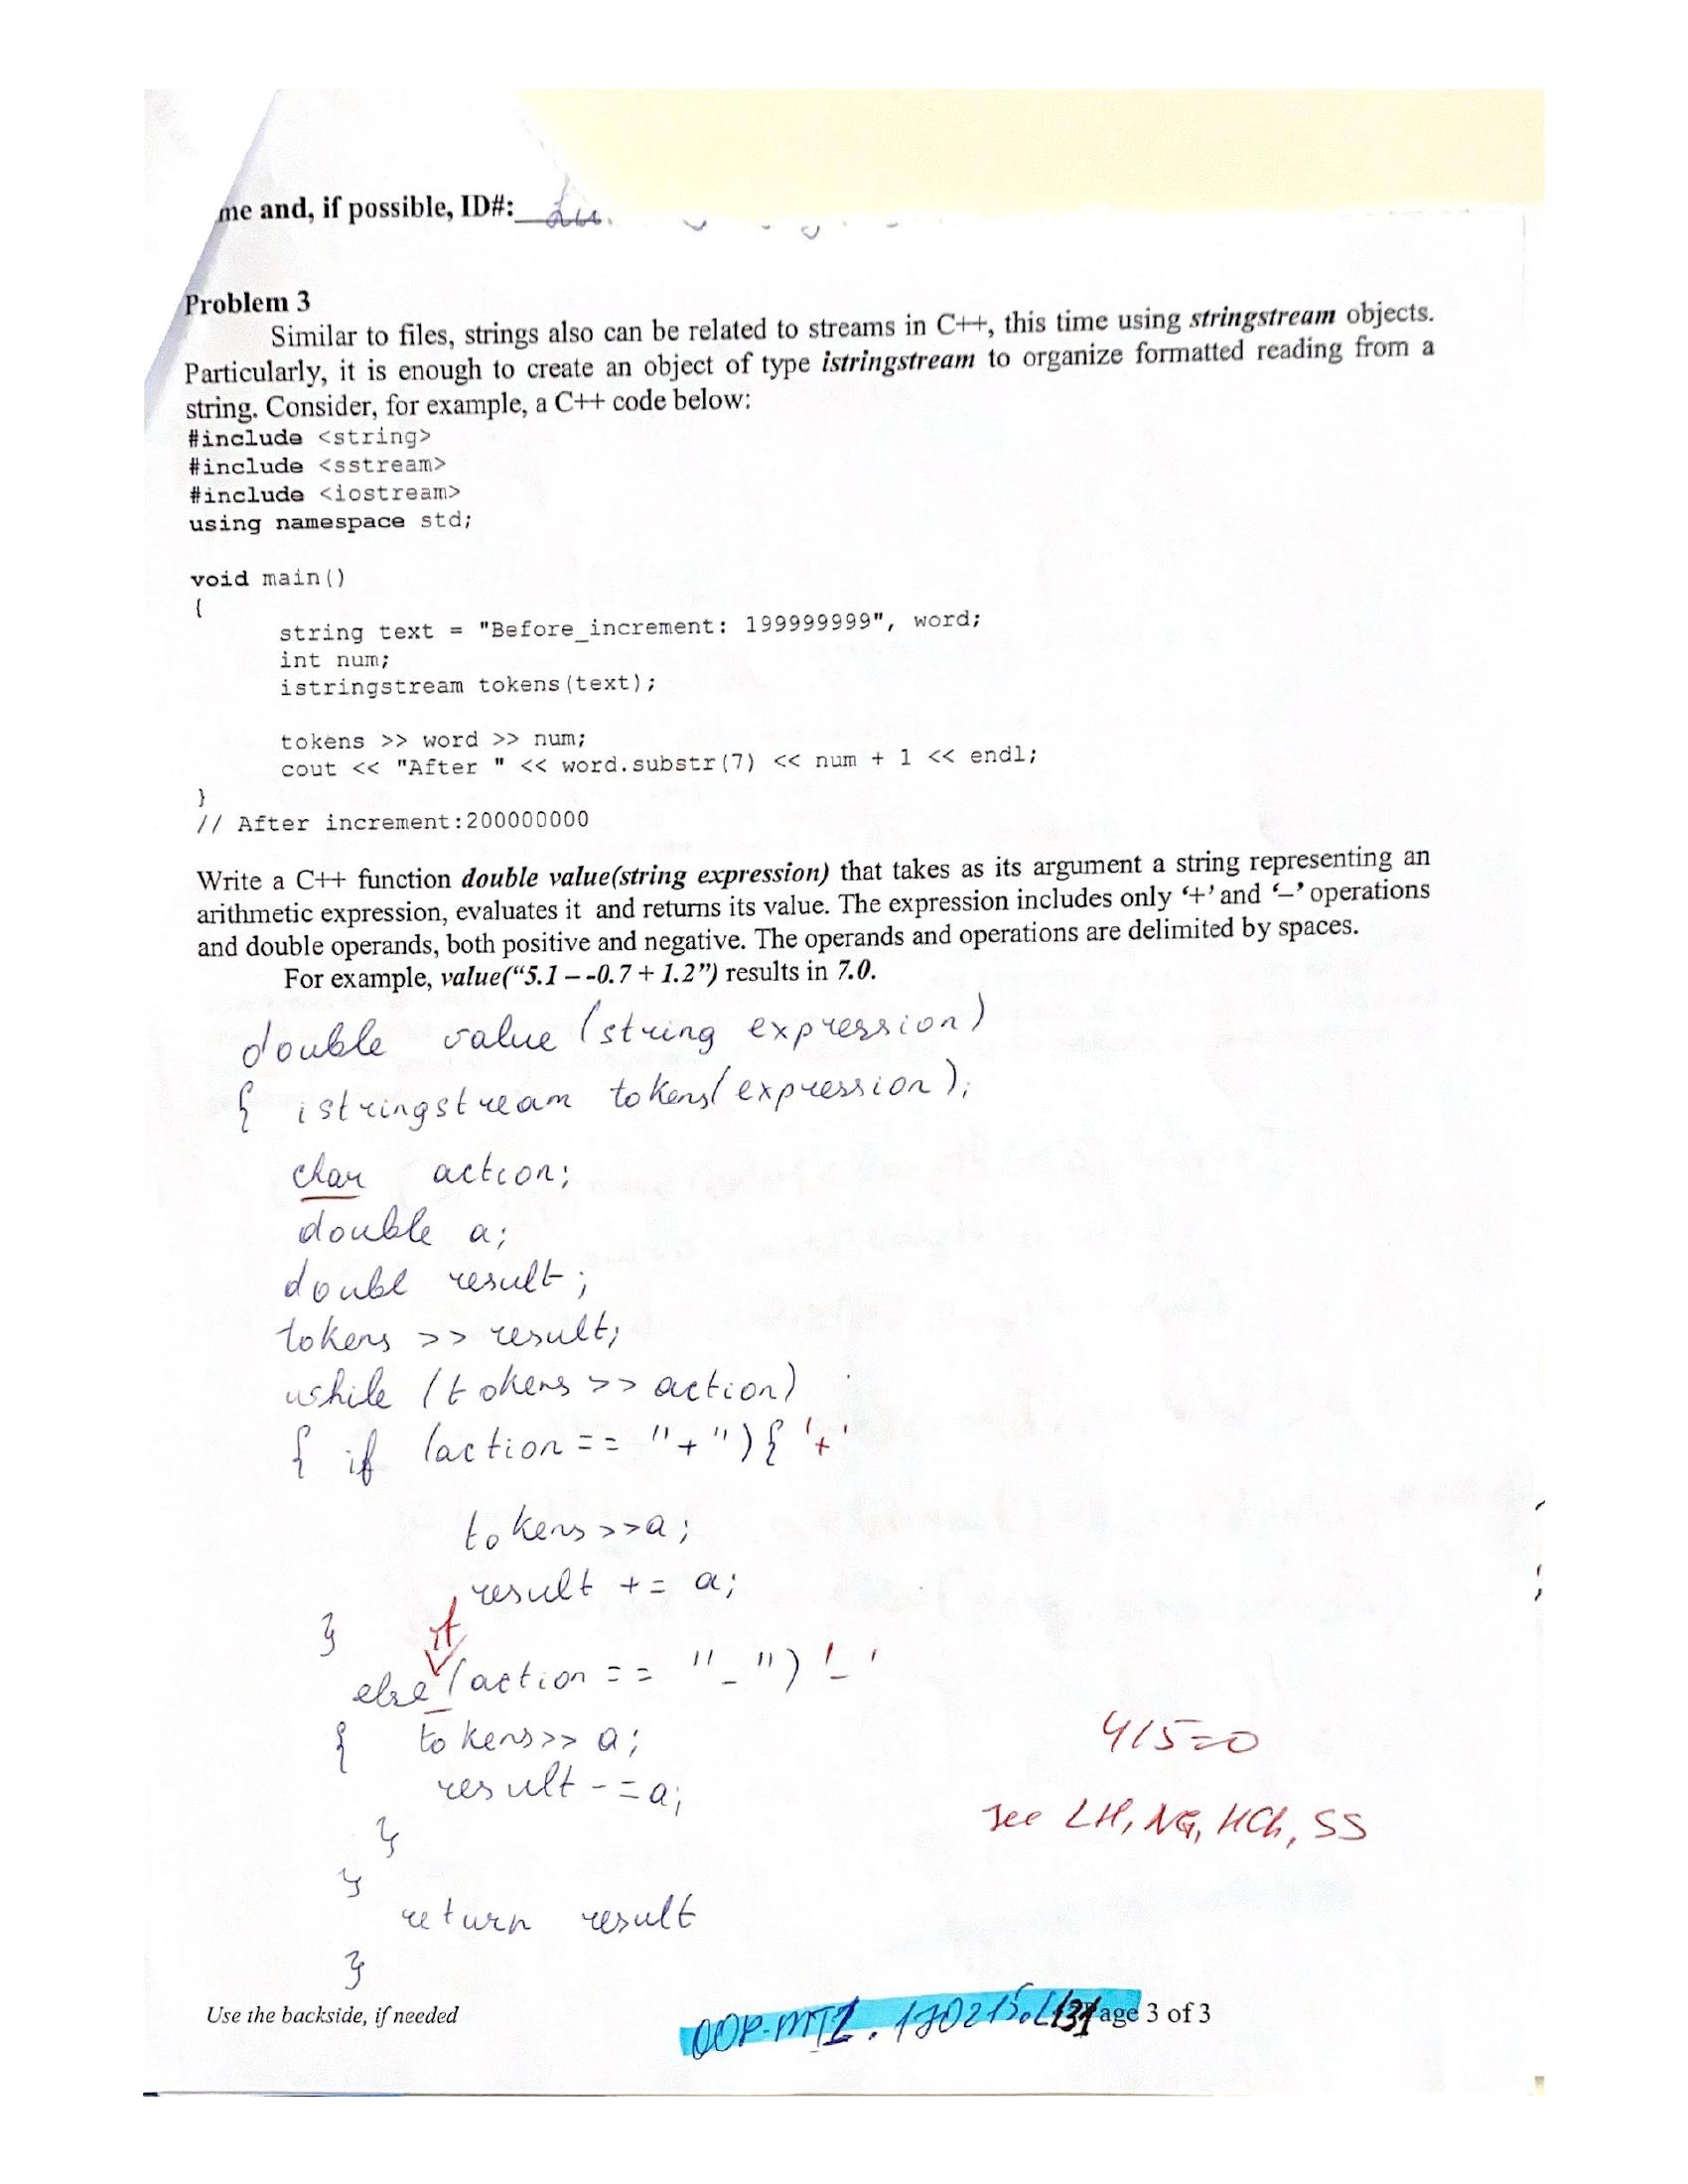 me and, if possible, ID#:
Problem 3
Similar to files, strings also can be related to streams in C++, this time using stringstream objects.
Particularly, it is enough to create an object of type istringstream to organize formatted reading from a
string. Consider, for example, a C++ code below:
#include <string>
#include <sstream>
#include <iostream>
using namespace std;
void main()
{
string text = "Before_increment: 199999999", word;
int num;
istringstream tokens(text);
tokens >> word >> num;
cout << "After " << word.substr(7) << num + 1 << endl;
}
// After increment:200000000
Write a C++ function double value(string expression) that takes as its argument a string representing an
arithmetic expression, evaluates it and returns its value. The expression includes only ‘+’ and ‘–’ operations
and double operands, both positive and negative. The operands and operations are delimited by spaces.
For example, value(“5.1 – -0.7 + 1.2”) results in 7.0.
double value (string expression)
{ istringstream tokens(expression);
char action;
double a;
doubl result;
tokens >> result;
while (tokens >> action)
{ if (action == "+") { '+'
tokens >> a;
result += a;
}
if
else (action == "-") '-'
{ tokens >> a;
result -= a;
}
}
return result
}
415=0
see LH, NG, HCh, SS
Use the backside, if needed
OOP-MT1.170215.L131
age 3 of 3